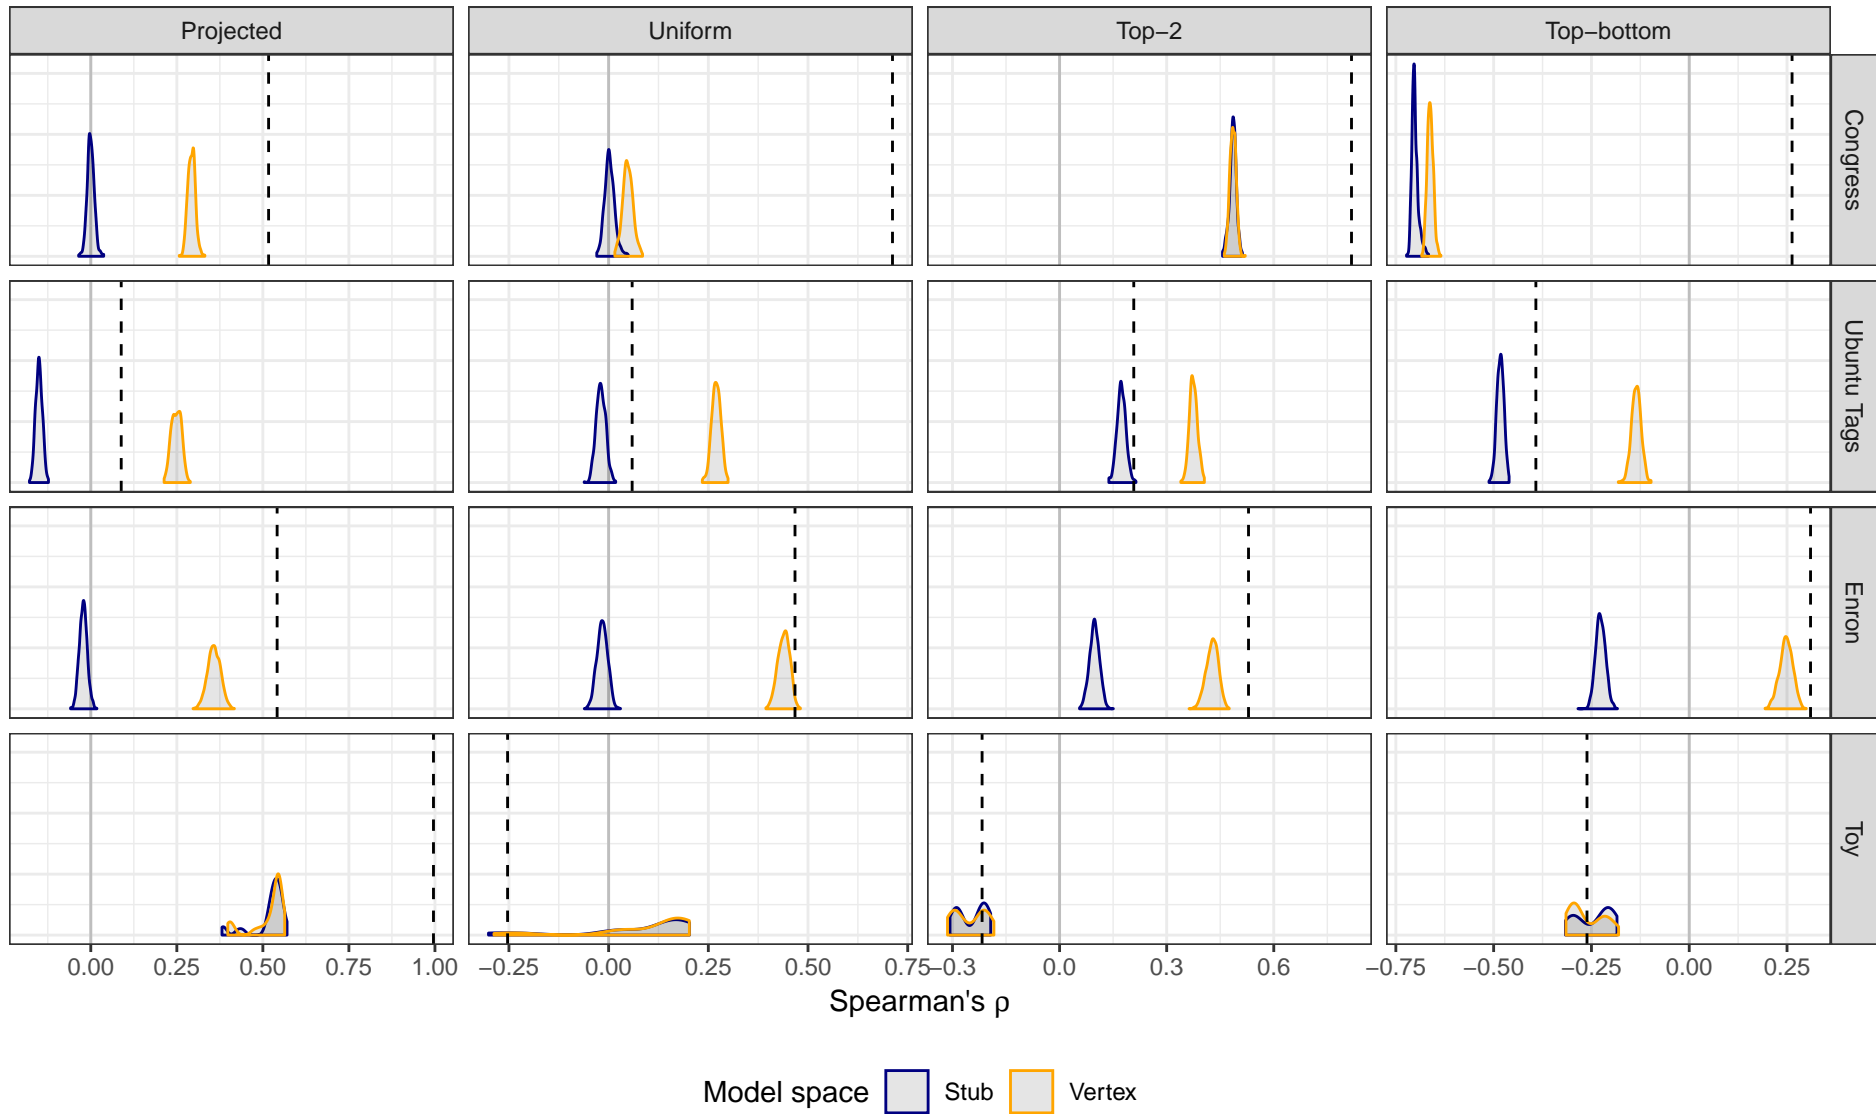 Projected Uniform Top−2 Top−bottom
Congress
Ubuntu Tags
Enron
Toy
0.00 0.25 0.50 0.75 1.00 −0.25 0.00 0.25 0.50 0.75 −0.3 0.0 0.3 0.6 −0.75 −0.50 −0.25 0.00 0.25
Spearman's ρ
Model space Stub Vertex